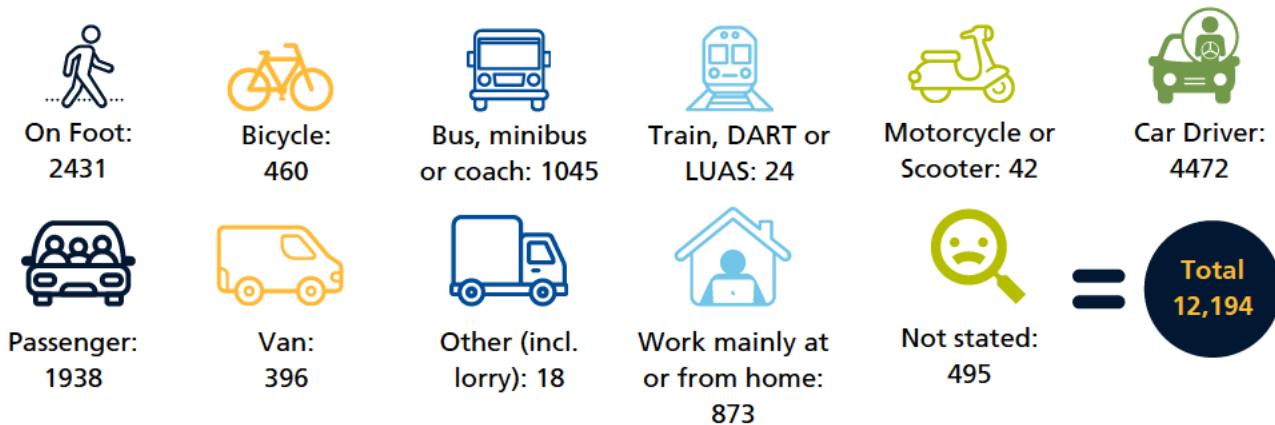 On Foot:
2431
Bicycle:
460
Bus, minibus
or coach: 1045
Train, DART or
LUAS: 24
Motorcycle or
Scooter: 42
Car Driver:
4472
Passenger:
1938
Van:
396
Other (incl.
lorry): 18
Work mainly at
or from home:
873
Not stated:
495
=
Total
12,194